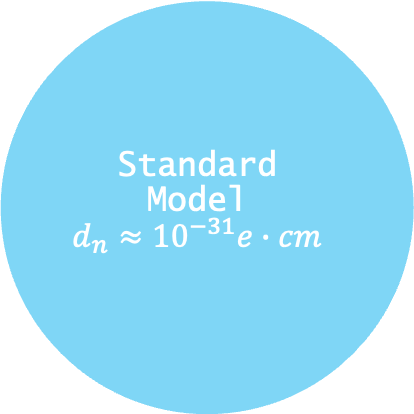 Standard
Model
dₙ ≈ 10⁻³¹e · cm